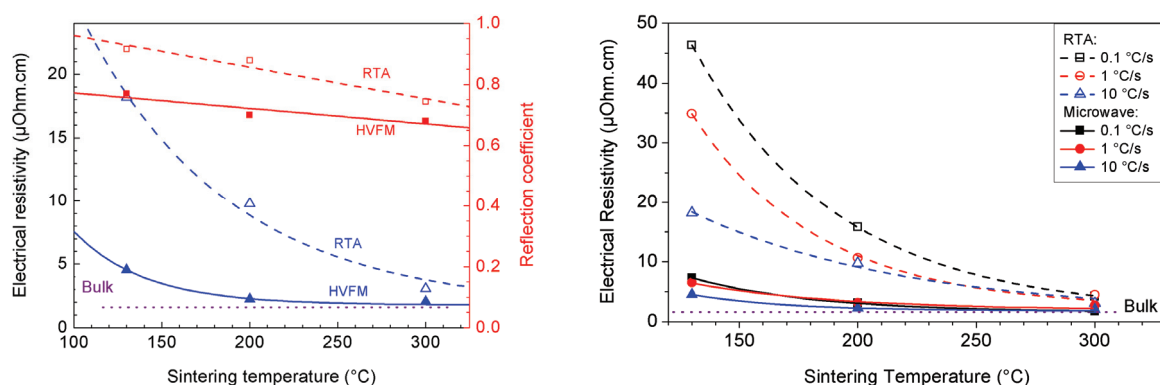 Electrical resistivity (µOhm.cm)
20
15
10
5
0
100
150
200
250
300
Sintering temperature (°C)
RTA
HVFM
RTA
HVFM
Bulk
1.0
0.8
0.6
0.4
0.2
0.0
Reflection coefficient
Electrical Resistivity (µOhm.cm)
50
40
30
20
10
0
150
200
250
300
Sintering Temperature (°C)
RTA:
0.1 °C/s
1 °C/s
10 °C/s
Microwave:
0.1 °C/s
1 °C/s
10 °C/s
Bulk